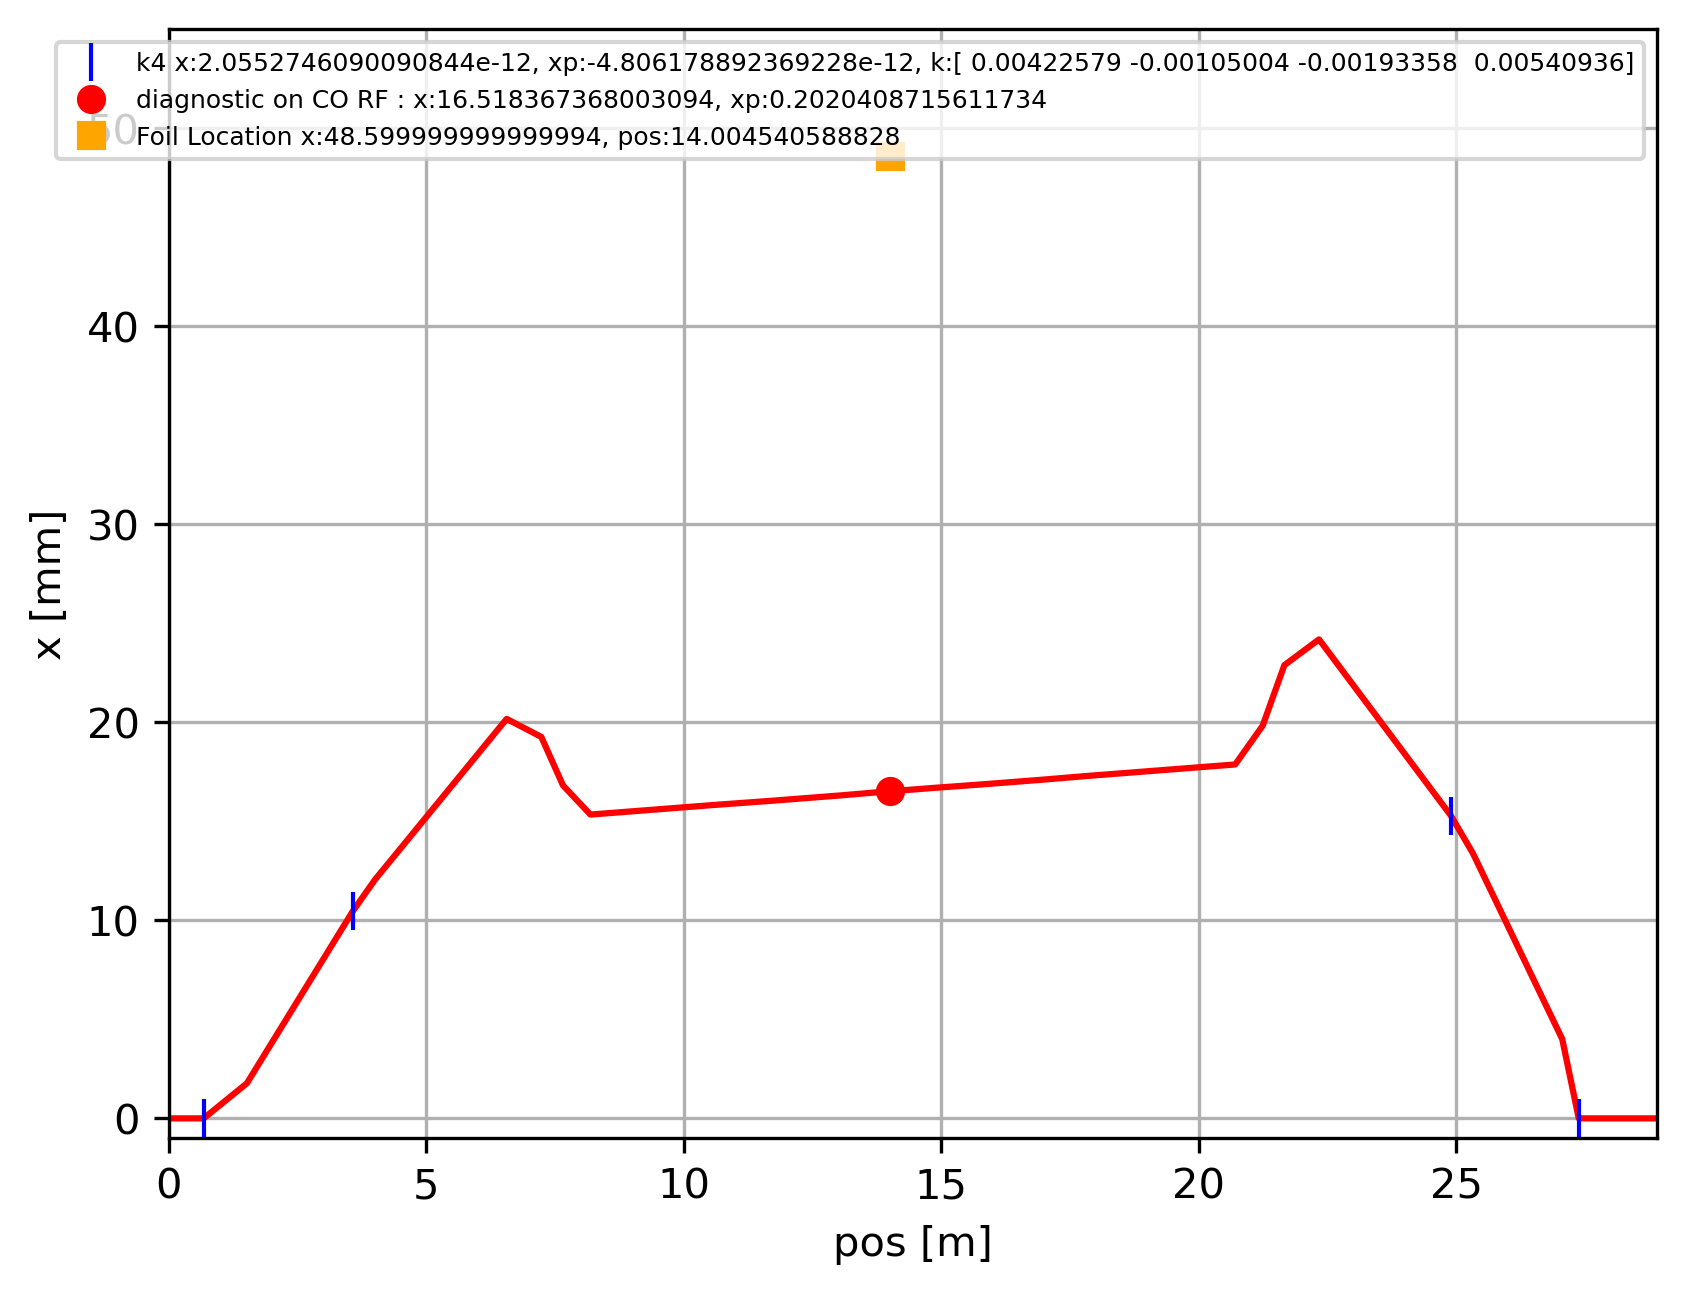 k4 x:2.0552746090090844e-12, xp:-4.806178892369228e-12, k:[ 0.00422579 -0.00105004 -0.00193358  0.00540936]
diagnostic on CO RF : x:16.518367368003094, xp:0.2020408715611734
Foil Location x:48.599999999999994, pos:14.004540588828
50
40
30
20
10
0
x [mm]
0 5 10 15 20 25
pos [m]